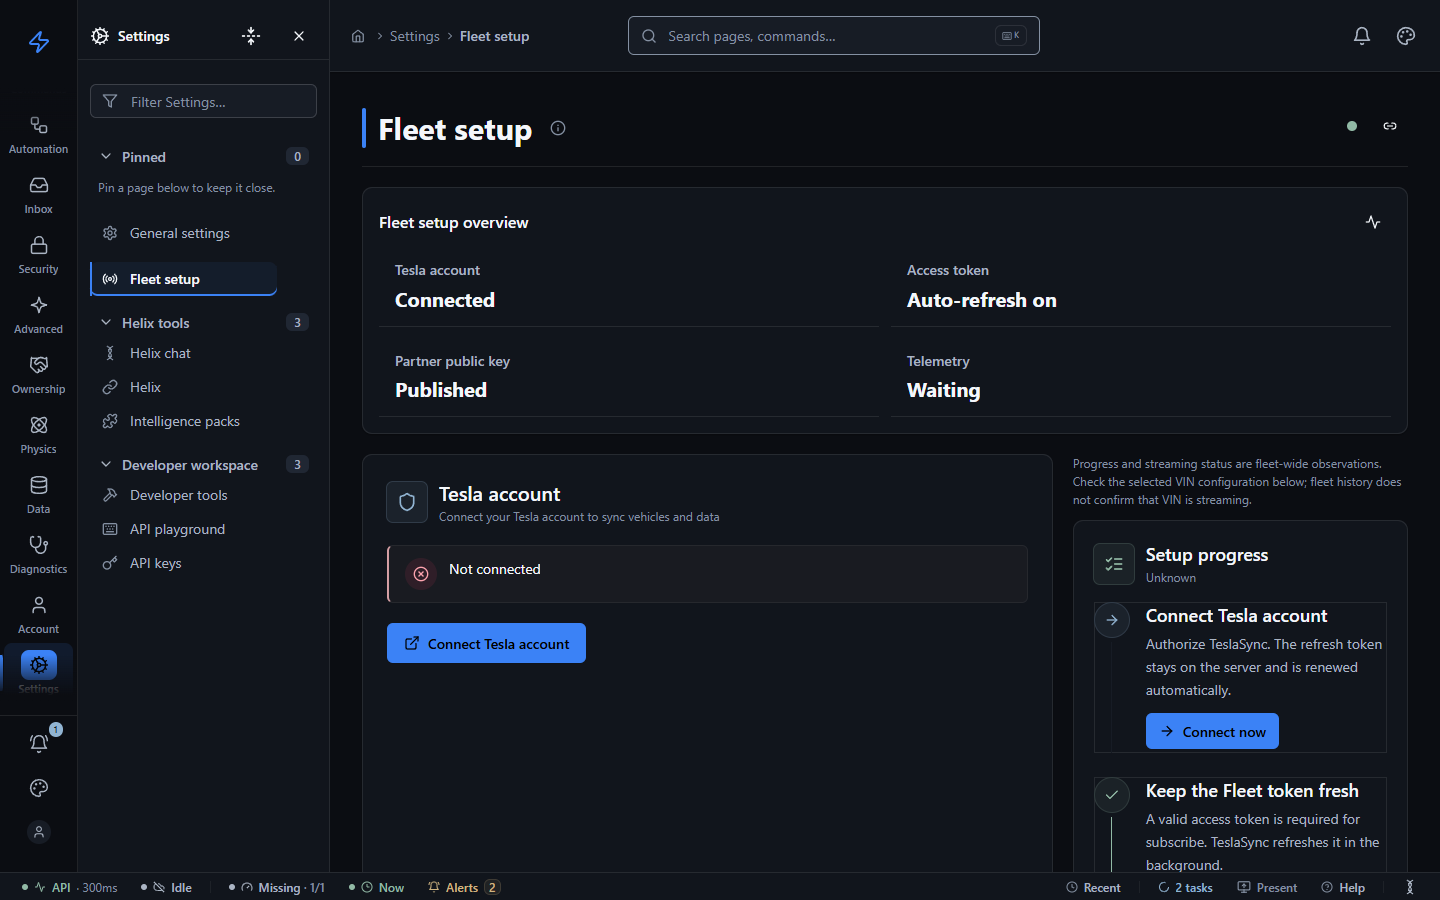 Automation
Inbox
Security
Advanced
Ownership
Physics
Data
Diagnostics
Account
Settings
1
Settings
Filter Settings...
Pinned 0
Pin a page below to keep it close.
General settings
Fleet setup
Helix tools 3
Helix chat
Helix
Intelligence packs
Developer workspace 3
Developer tools
API playground
API keys
Settings Fleet setup
Search pages, commands... K
Fleet setup
Fleet setup overview
Tesla account
Connected
Access token
Auto-refresh on
Partner public key
Published
Telemetry
Waiting
Tesla account
Connect your Tesla account to sync vehicles and data
Not connected
Connect Tesla account
Progress and streaming status are fleet-wide observations.
Check the selected VIN configuration below; fleet history does
not confirm that VIN is streaming.
Setup progress
Unknown
Connect Tesla account
Authorize TeslaSync. The refresh token
stays on the server and is renewed
automatically.
Connect now
Keep the Fleet token fresh
A valid access token is required for
subscribe. TeslaSync refreshes it in the
background.
API · 300ms Idle Missing · 1/1 Now Alerts 2 Recent 2 tasks Present Help